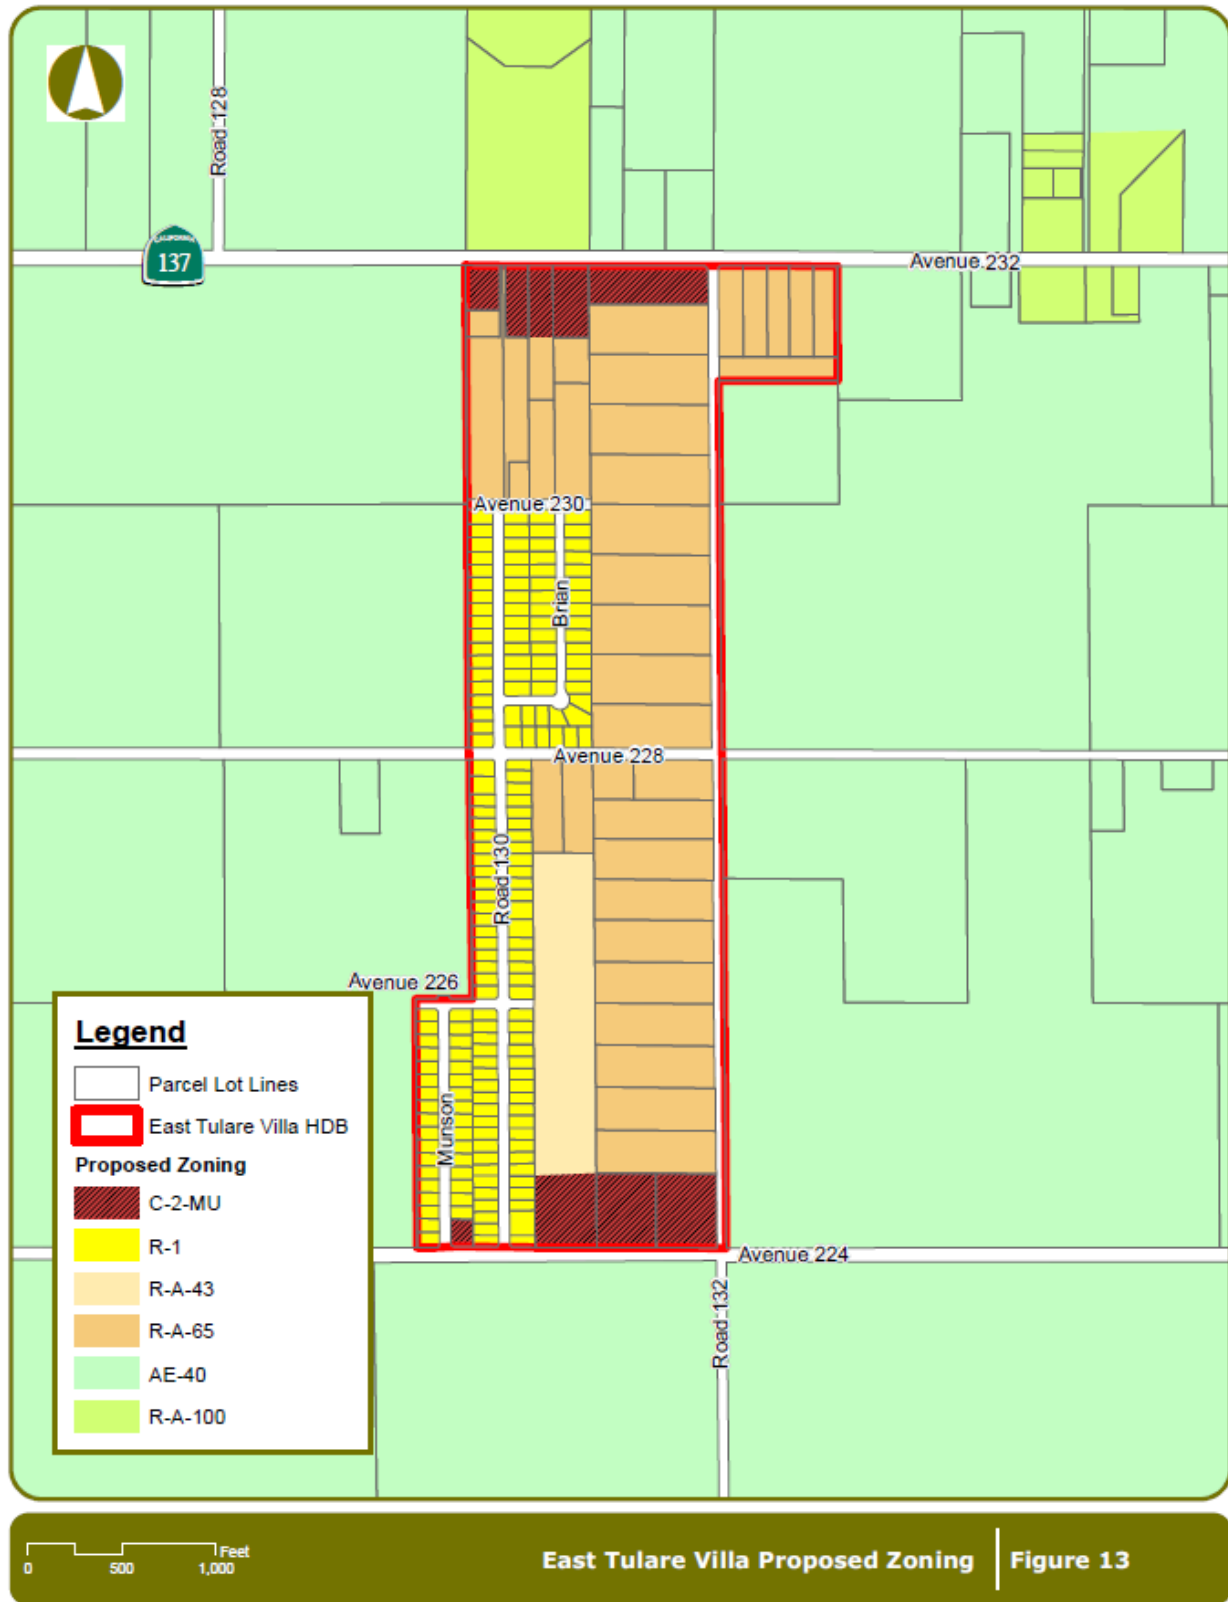 Road 128
CALIFORNIA
137
Avenue 232
Avenue 230
Brian
Avenue 228
Road 130
Avenue 226
Munson
Avenue 224
Road 132
Legend
Parcel Lot Lines
East Tulare Villa HDB
Proposed Zoning
C-2-MU
R-1
R-A-43
R-A-65
AE-40
R-A-100
Feet
0 500 1,000
East Tulare Villa Proposed Zoning
Figure 13